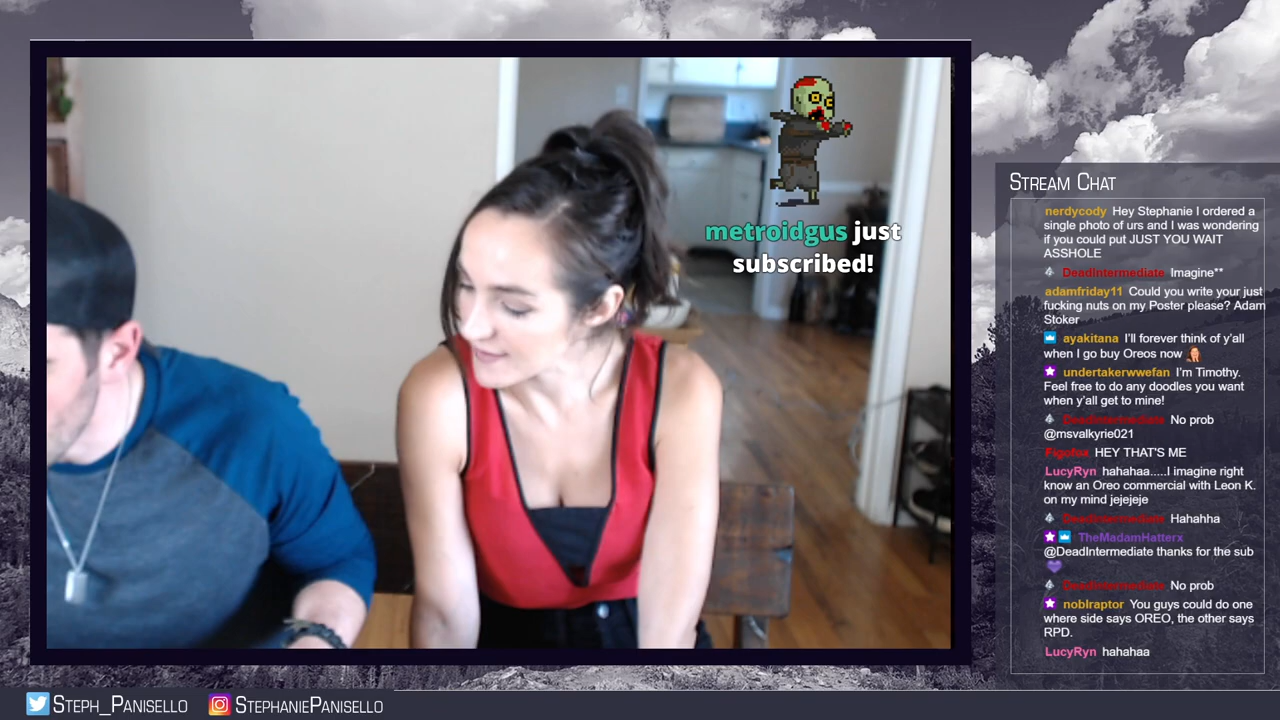 metroidgus just
subscribed!
STREAM CHAT
nerdycody Hey Stephanie I ordered a
single photo of urs and I was wondering
if you could put JUST YOU WAIT
ASSHOLE
DeadIntermediate Imagine**
adamfriday11 Could you write your just
fucking nuts on my Poster please? Adam
Stoker
ayakitana I'll forever think of y'all
when I go buy Oreos now
undertakerwwefan I'm Timothy.
Feel free to do any doodles you want
when y'all get to mine!
DeadIntermediate No prob
@msvalkyrie021
Figofox HEY THAT'S ME
LucyRyn hahahaa.....I imagine right
know an Oreo commercial with Leon K.
on my mind jejejeje
DeadIntermediate Hahahha
TheMadamHatterx
@DeadIntermediate thanks for the sub
DeadIntermediate No prob
noblraptor You guys could do one
where side says OREO, the other says
RPD.
LucyRyn hahahaa
STEPH_PANISELLO
STEPHANIEPANISELLO